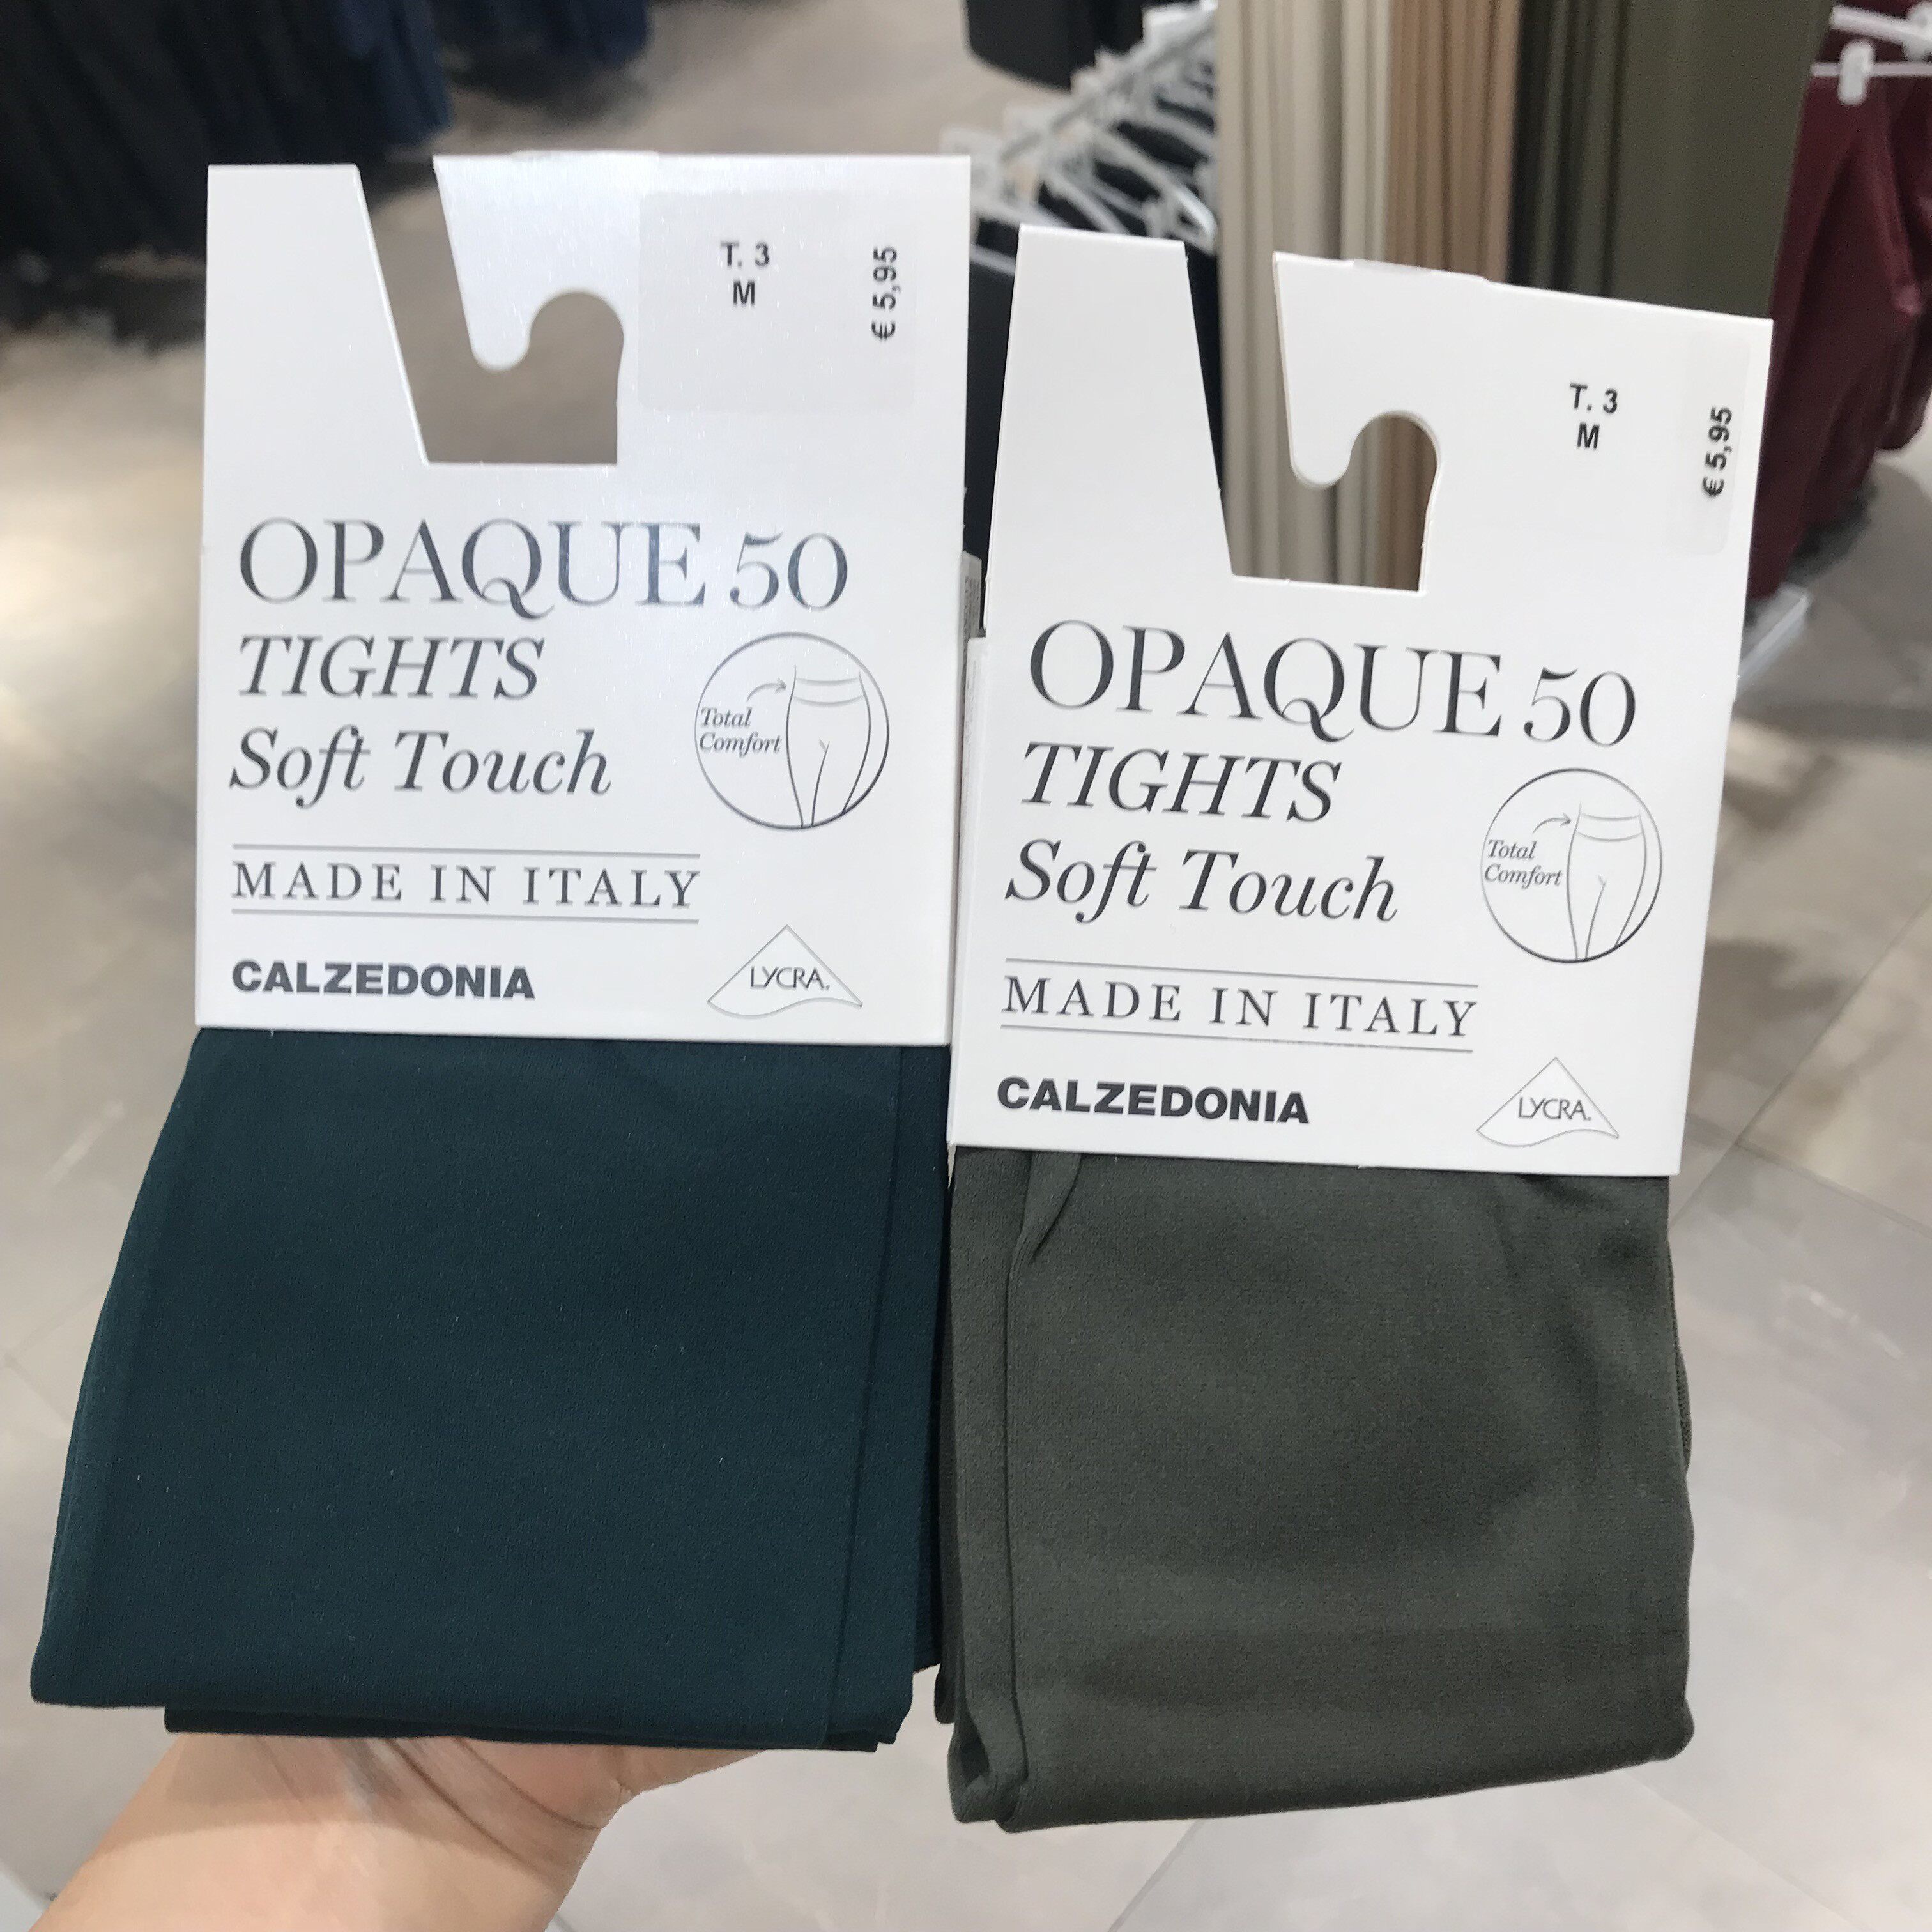 T. 3
M
€ 5,95
OPAQUE 50
TIGHTS
Soft Touch
Total
Comfort
MADE IN ITALY
CALZEDONIA
LYCRA.
T. 3
M
€ 5,95
OPAQUE 50
TIGHTS
Soft Touch
Total
Comfort
MADE IN ITALY
CALZEDONIA
LYCRA.